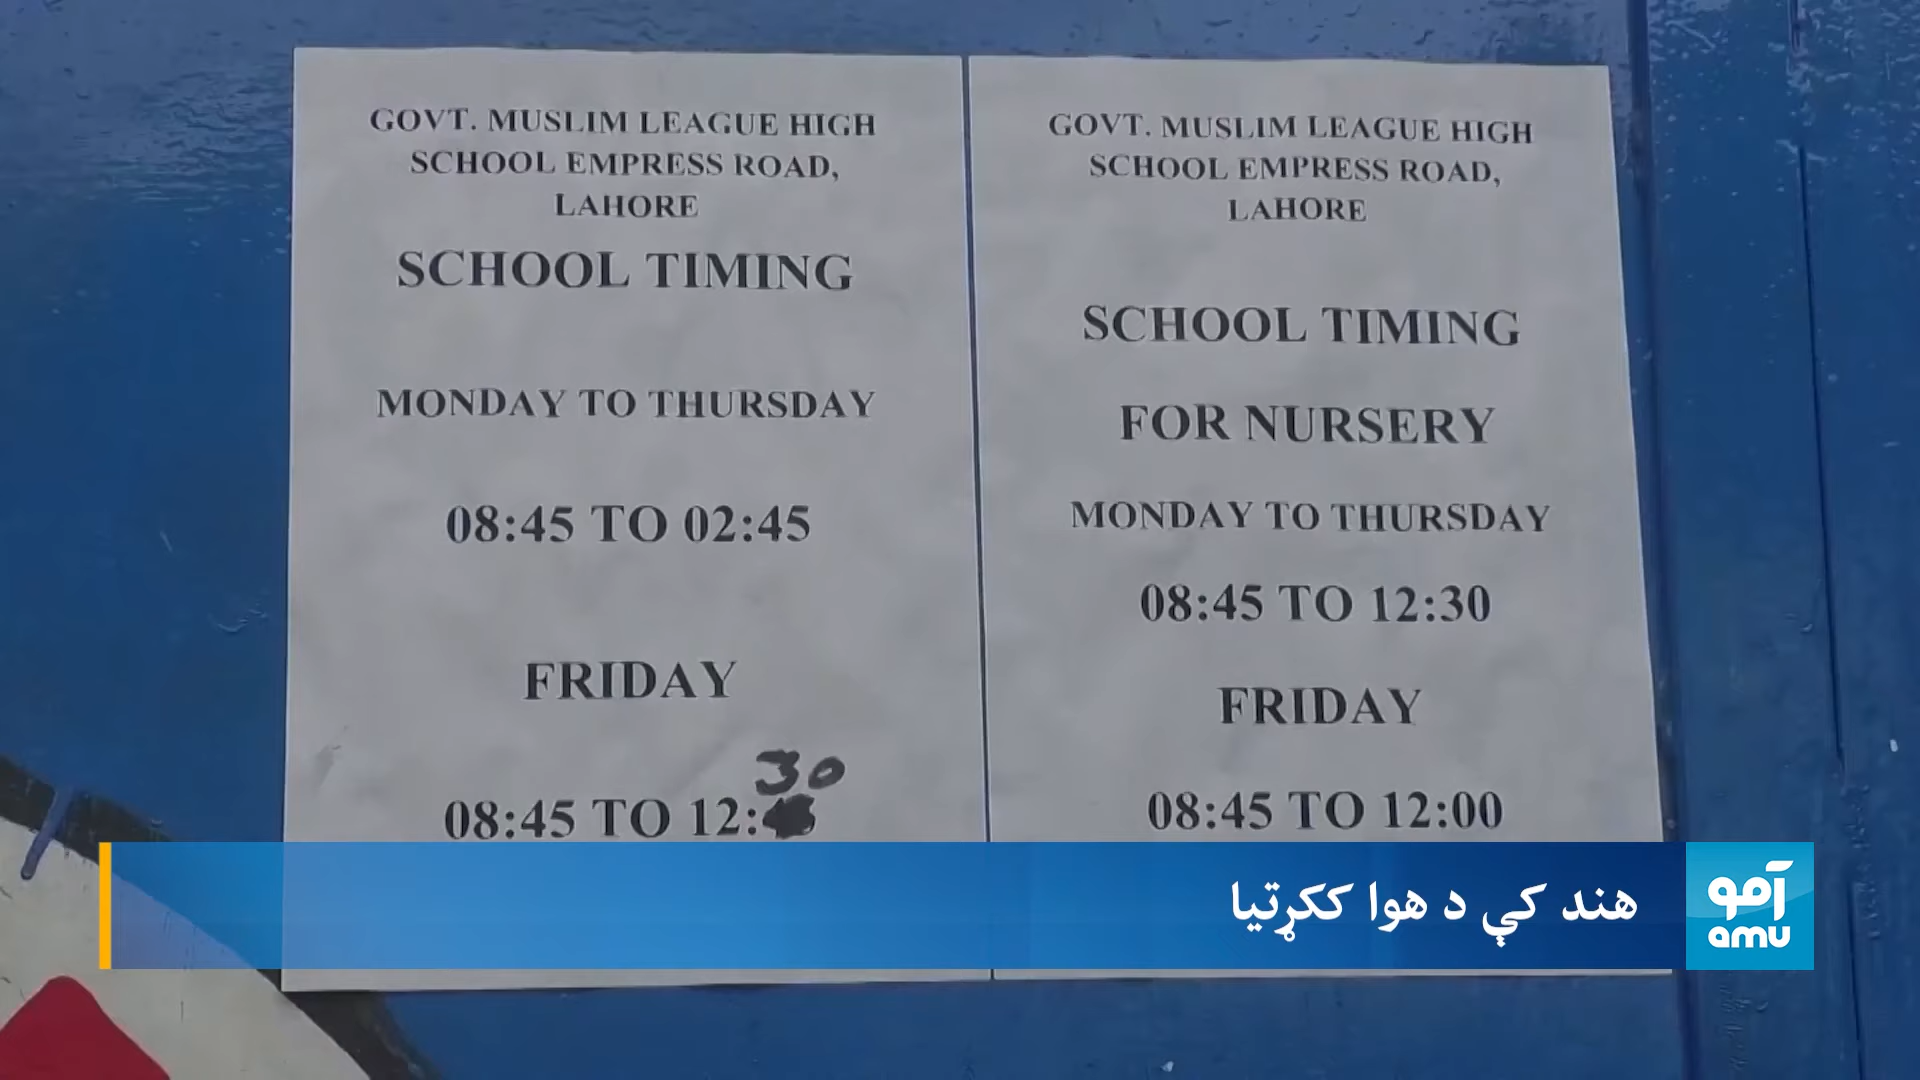 GOVT. MUSLIM LEAGUE HIGH
SCHOOL EMPRESS ROAD,
LAHORE
SCHOOL TIMING
MONDAY TO THURSDAY
08:45 TO 02:45
FRIDAY
30
08:45 TO 12:
GOVT. MUSLIM LEAGUE HIGH
SCHOOL EMPRESS ROAD,
LAHORE
SCHOOL TIMING
FOR NURSERY
MONDAY TO THURSDAY
08:45 TO 12:30
FRIDAY
08:45 TO 12:00
هند کې د هوا ککړتیا
آمو
amu